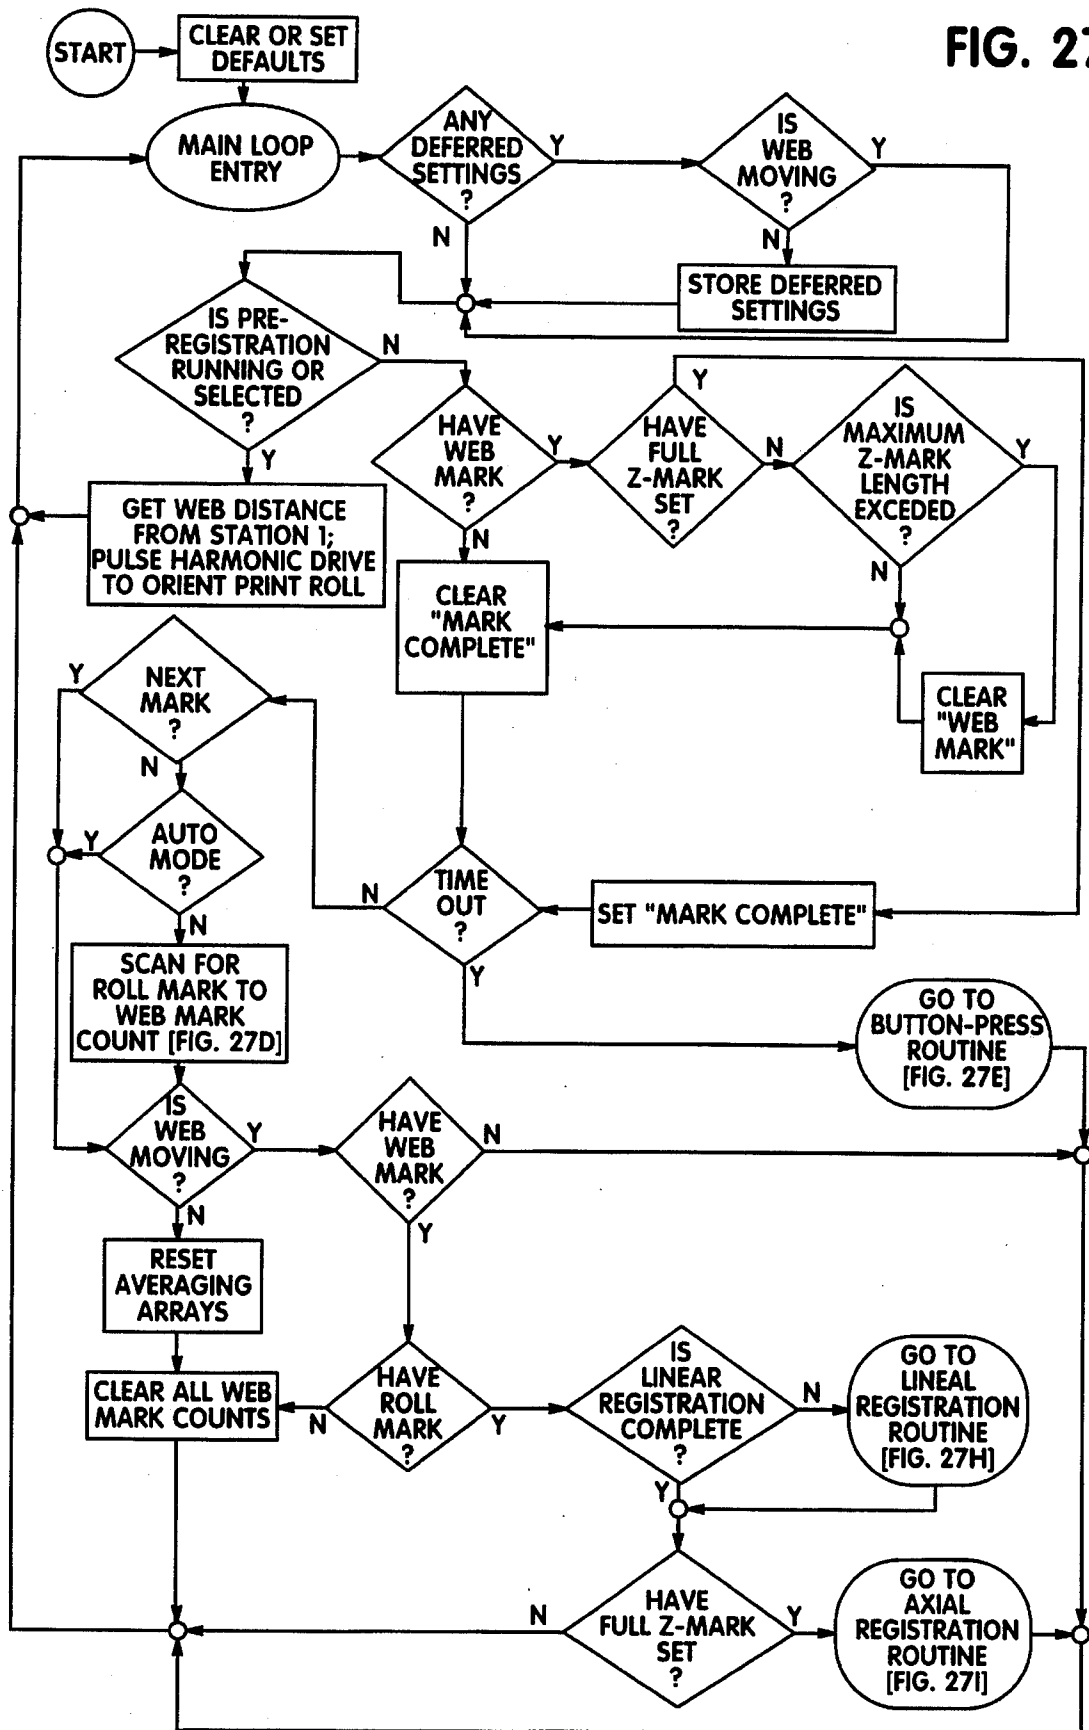 FIG. 27
START
CLEAR OR SET
DEFAULTS
MAIN LOOP
ENTRY
ANY
DEFERRED
SETTINGS
?
Y
N
IS
WEB
MOVING
?
Y
N
STORE DEFERRED
SETTINGS
IS PRE-
REGISTRATION
RUNNING OR
SELECTED
?
N
Y
GET WEB DISTANCE
FROM STATION 1;
PULSE HARMONIC DRIVE
TO ORIENT PRINT ROLL
HAVE
WEB
MARK
?
Y
N
HAVE
FULL
Z-MARK
SET
?
Y
N
IS
MAXIMUM
Z-MARK
LENGTH
EXCEDED
?
Y
N
CLEAR
"WEB
MARK"
CLEAR
"MARK
COMPLETE"
NEXT
MARK
?
Y
N
AUTO
MODE
?
Y
N
TIME
OUT
?
N
Y
SET "MARK COMPLETE"
SCAN FOR
ROLL MARK TO
WEB MARK
COUNT [FIG. 27D]
GO TO
BUTTON-PRESS
ROUTINE
[FIG. 27E]
IS
WEB
MOVING
?
Y
N
HAVE
WEB
MARK
?
N
Y
RESET
AVERAGING
ARRAYS
CLEAR ALL WEB
MARK COUNTS
HAVE
ROLL
MARK
?
N
Y
IS
LINEAR
REGISTRATION
COMPLETE
?
N
Y
GO TO
LINEAL
REGISTRATION
ROUTINE
[FIG. 27H]
HAVE
FULL Z-MARK
SET
?
N
Y
GO TO
AXIAL
REGISTRATION
ROUTINE
[FIG. 27I]